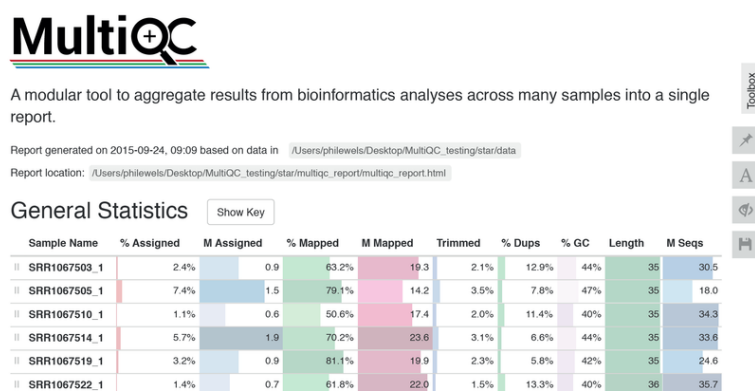 MultiQC
A modular tool to aggregate results from bioinformatics analyses across many samples into a single
report.
Report generated on 2015-09-24, 09:09 based on data in /Users/philewels/Desktop/MultiQC_testing/star/data
Report location: /Users/philewels/Desktop/MultiQC_testing/star/multiqc_report/multiqc_report.html
Toolbox
A
General Statistics Show Key
Sample Name % Assigned M Assigned % Mapped M Mapped Trimmed % Dups % GC Length M Seqs
SRR1067503_1 2.4% 0.9 63.2% 19.3 2.1% 12.9% 44% 35 30.5
SRR1067505_1 7.4% 1.5 79.1% 14.2 3.5% 7.8% 47% 35 18.0
SRR1067510_1 1.1% 0.6 50.6% 17.4 2.0% 11.4% 40% 35 34.3
SRR1067514_1 5.7% 1.9 70.2% 23.6 3.1% 6.6% 44% 35 33.6
SRR1067519_1 3.2% 0.9 81.1% 19.9 2.3% 5.8% 42% 35 24.6
SRR1067522_1 1.4% 0.7 61.8% 22.0 1.5% 13.3% 40% 36 35.7